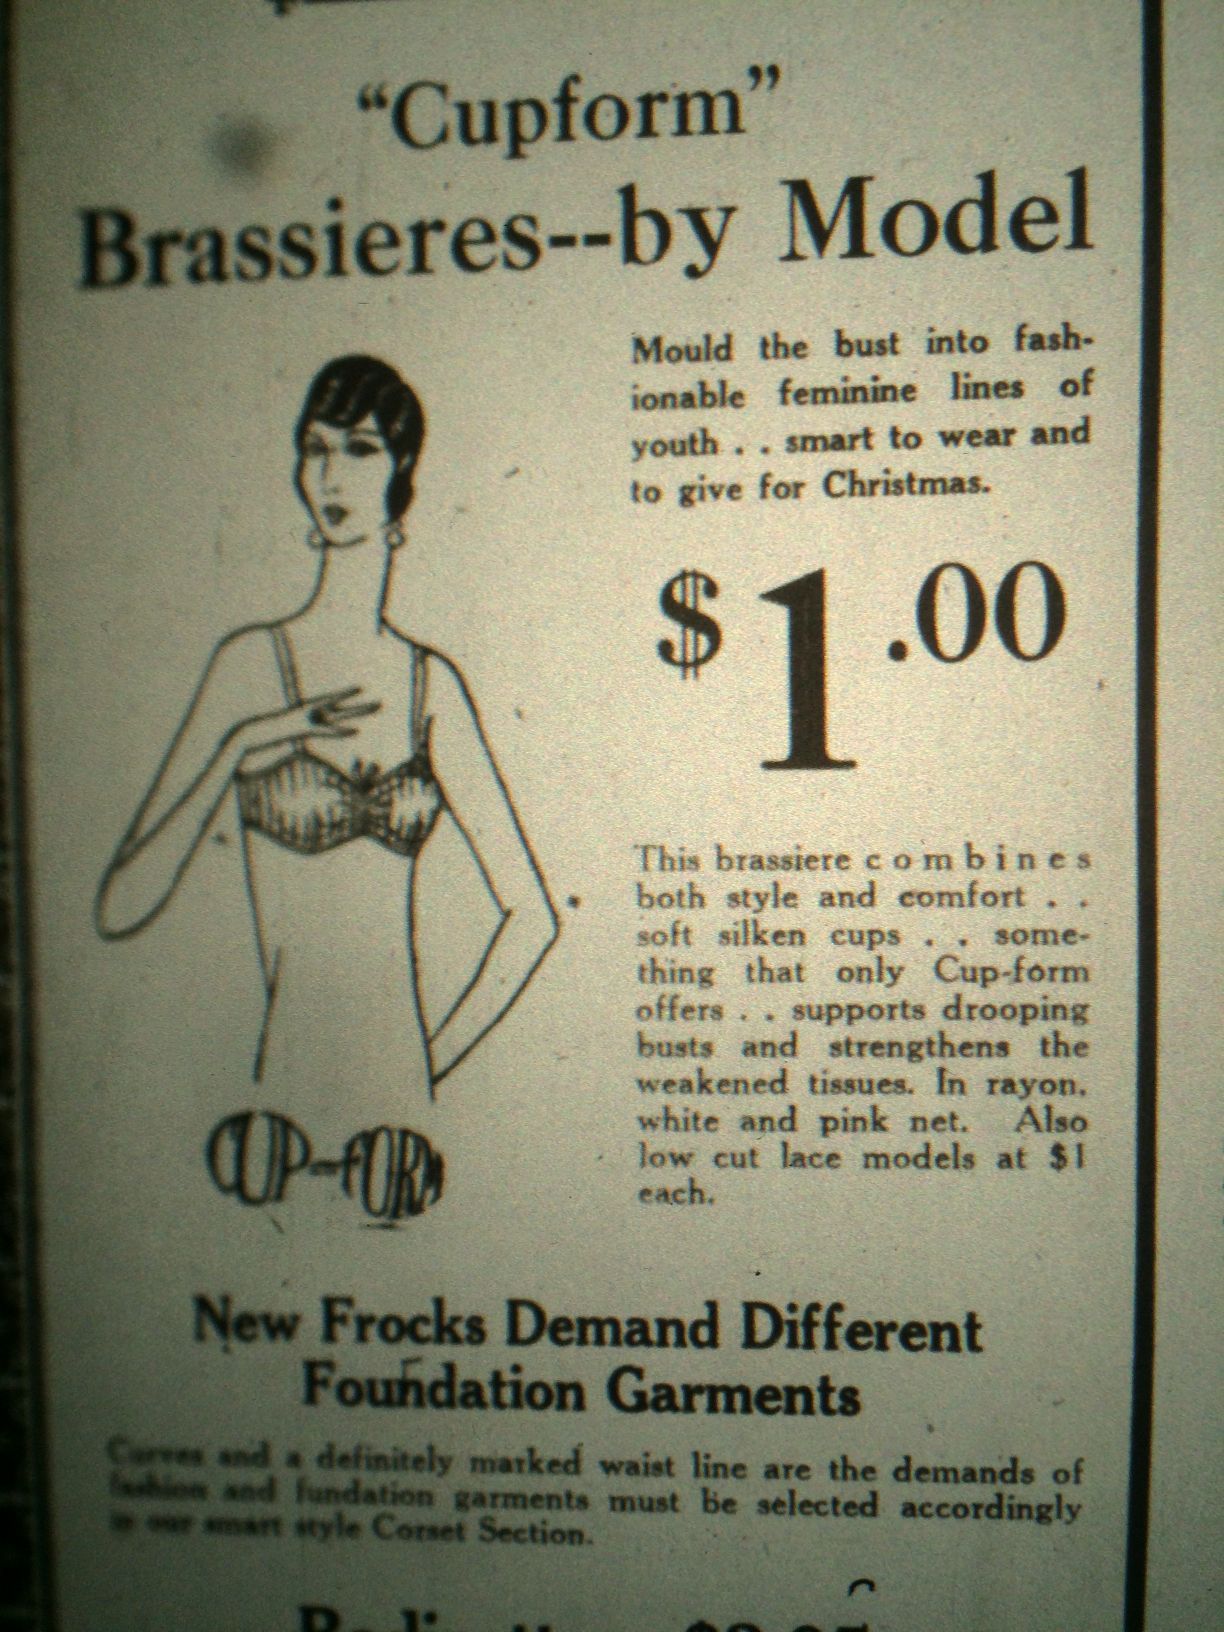 “Cupform”
Brassieres--by Model
Mould the bust into fash-
ionable feminine lines of
youth . . smart to wear and
to give for Christmas.
$1.00
This brassiere combines
both style and comfort . .
soft silken cups . . some-
thing that only Cup-form
offers . . supports drooping
busts and strengthens the
weakened tissues. In rayon,
white and pink net. Also
low cut lace models at $1
each.
CUP-FORM
New Frocks Demand Different
Foundation Garments
Curves and a definitely marked waist line are the demands of
fashion and fundation garments must be selected accordingly
in our smart style Corset Section.